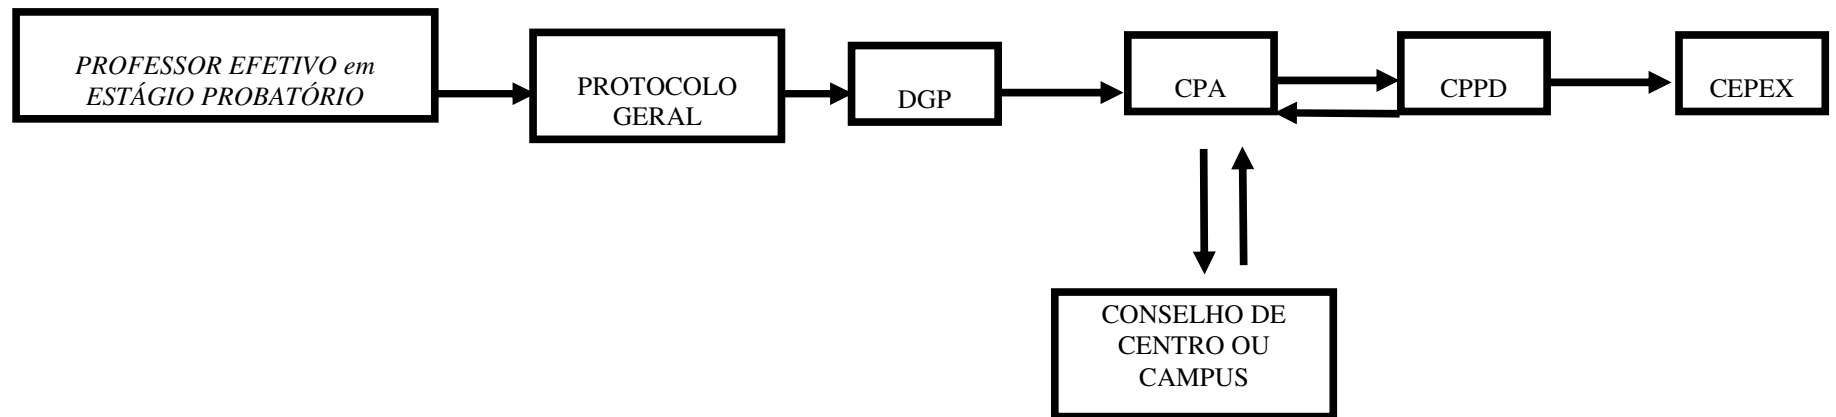 PROFESSOR EFETIVO em
ESTÁGIO PROBATÓRIO
PROTOCOLO
GERAL
DGP
CPA
CPPD
CEPEX
CONSELHO DE
CENTRO OU
CAMPUS